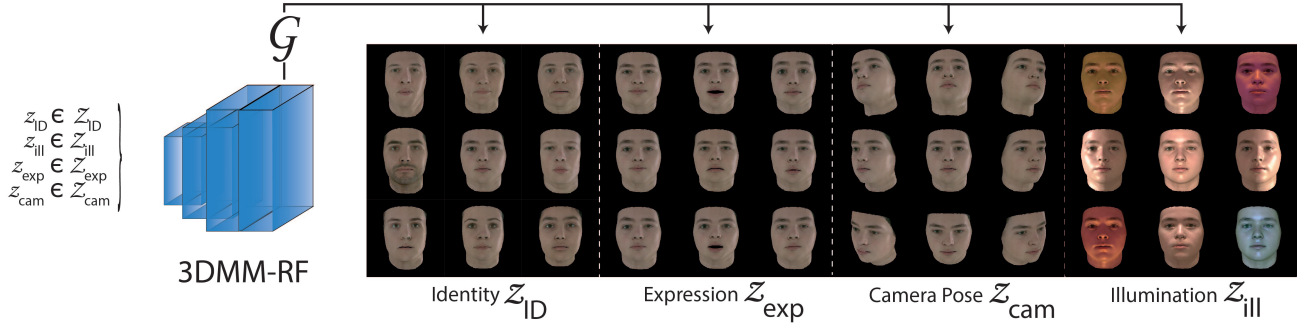 𝒢
z_ID ∈ Z_ID
z_ill ∈ Z_ill
z_exp ∈ Z_exp
z_cam ∈ Z_cam
3DMM-RF
Identity Z_ID
Expression Z_exp
Camera Pose Z_cam
Illumination Z_ill